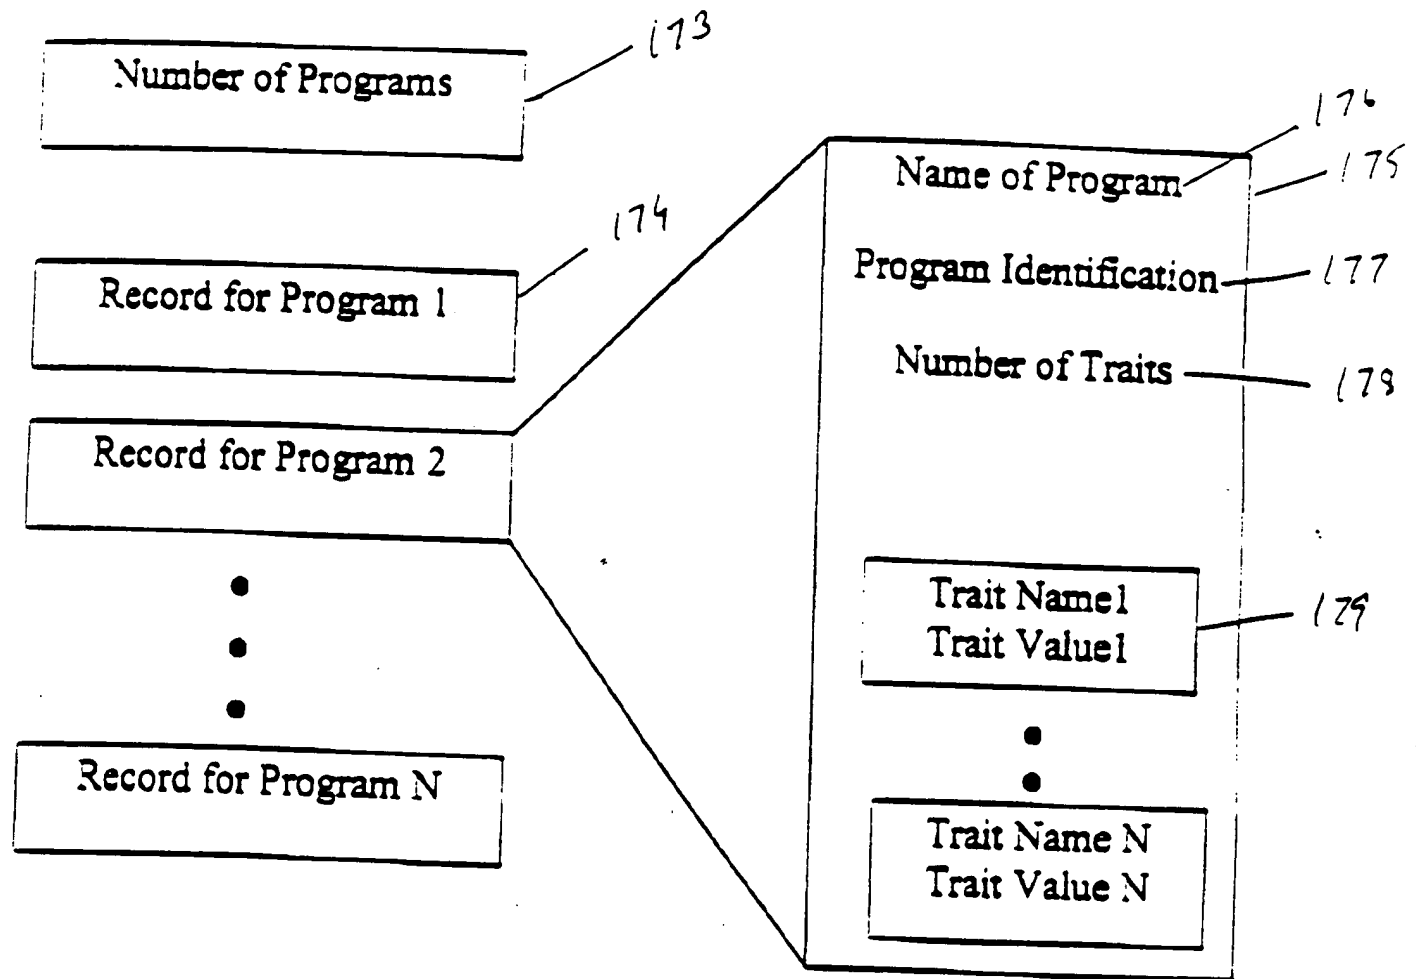 Number of Programs
173
Record for Program 1
174
Record for Program 2
Record for Program N
Name of Program
176
175
Program Identification
177
Number of Traits
178
Trait Name1
Trait Value1
179
Trait Name N
Trait Value N